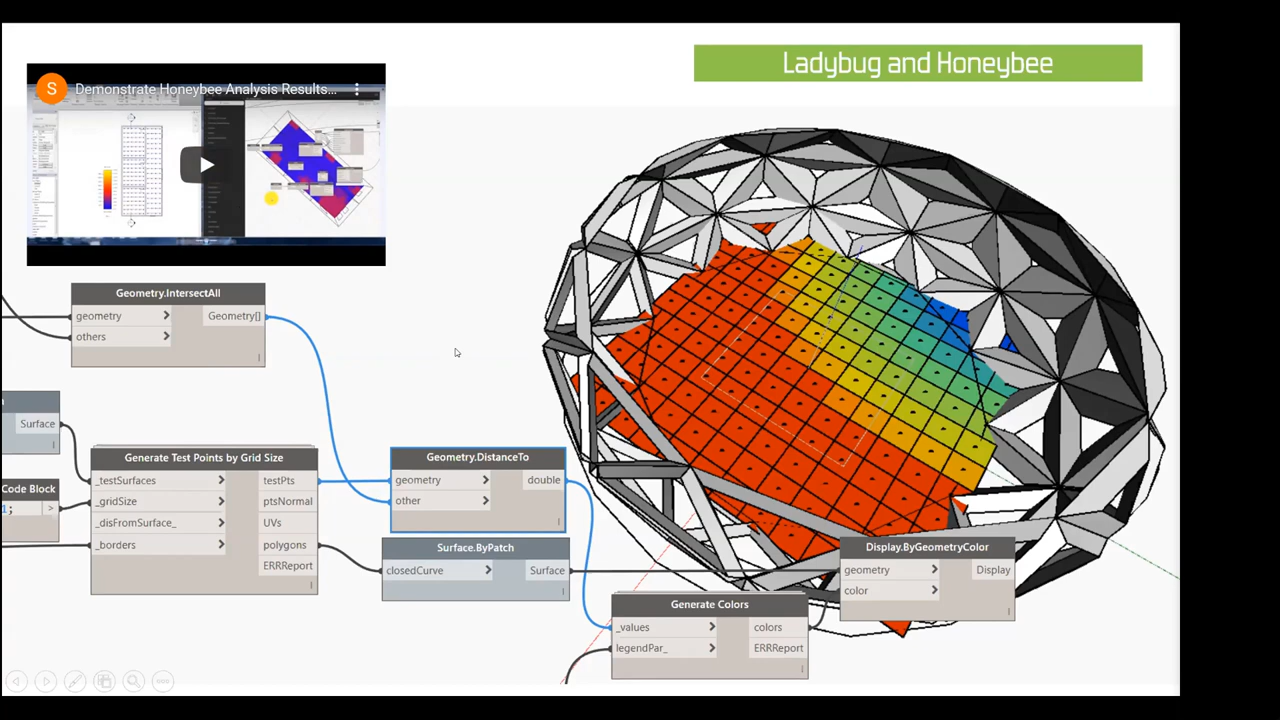 Ladybug and Honeybee
S
Demonstrate Honeybee Analysis Results...
Geometry.IntersectAll
geometry > Geometry[]
others >
Surface
Code Block
1; >
Generate Test Points by Grid Size
_testSurfaces > testPts
_gridSize > ptsNormal
_disFromSurface_ > UVs
_borders > polygons
ERRReport
Geometry.DistanceTo
geometry > double
other >
Surface.ByPatch
closedCurve > Surface
Generate Colors
_values > colors
legendPar_ > ERRReport
Display.ByGeometryColor
geometry > Display
color >